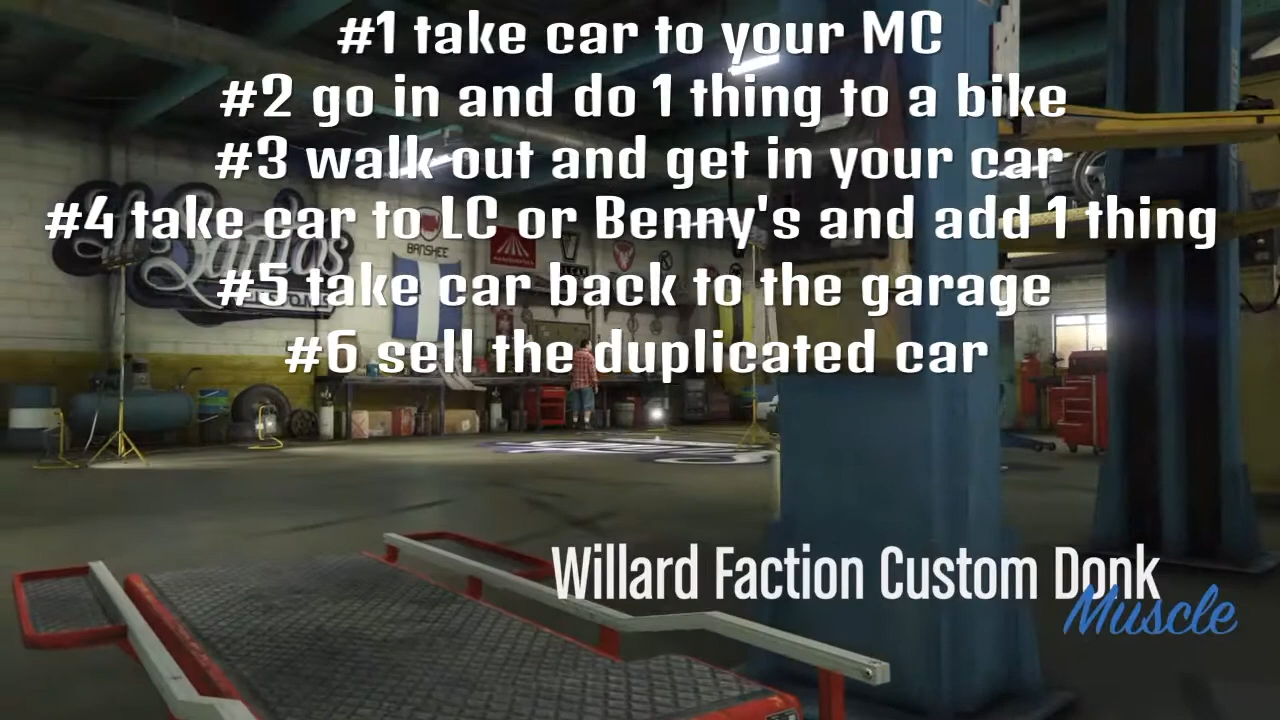 #1 take car to your MC
#2 go in and do 1 thing to a bike
#3 walk out and get in your car
#4 take car to LC or Benny's and add 1 thing
#5 take car back to the garage
#6 sell the duplicated car
Santos
BANSHEE
Willard Faction Custom Donk
Muscle